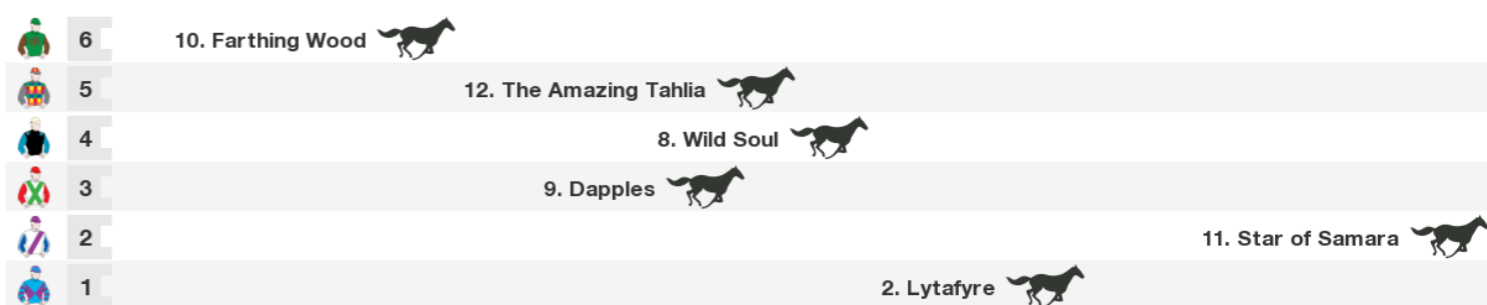 6 10. Farthing Wood
5 12. The Amazing Tahlia
4 8. Wild Soul
3 9. Dapples
2 11. Star of Samara
1 2. Lytafyre